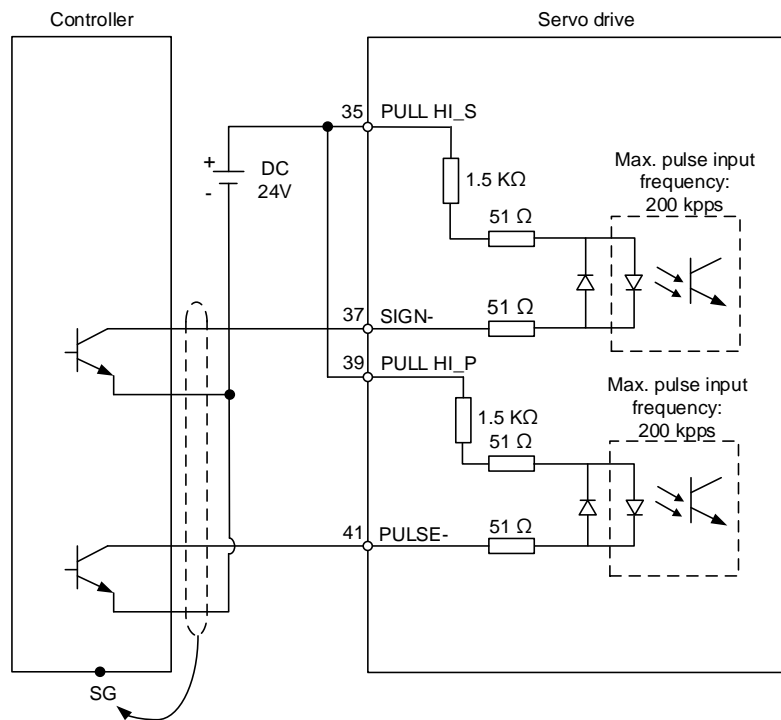 Controller
Servo drive
35
PULL HI_S
+
-
DC
24V
1.5 KΩ
51 Ω
Max. pulse input
frequency:
200 kpps
37
SIGN-
51 Ω
39
PULL HI_P
1.5 KΩ
51 Ω
Max. pulse input
frequency:
200 kpps
41
PULSE-
51 Ω
SG